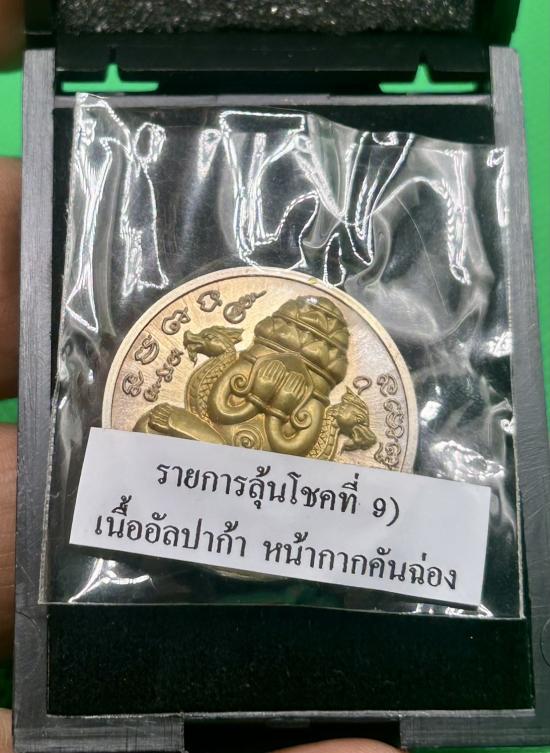 รายการลุ้นโชคที่ 9)
เนื้ออัลปาก้า หน้ากากคันฉ่อง